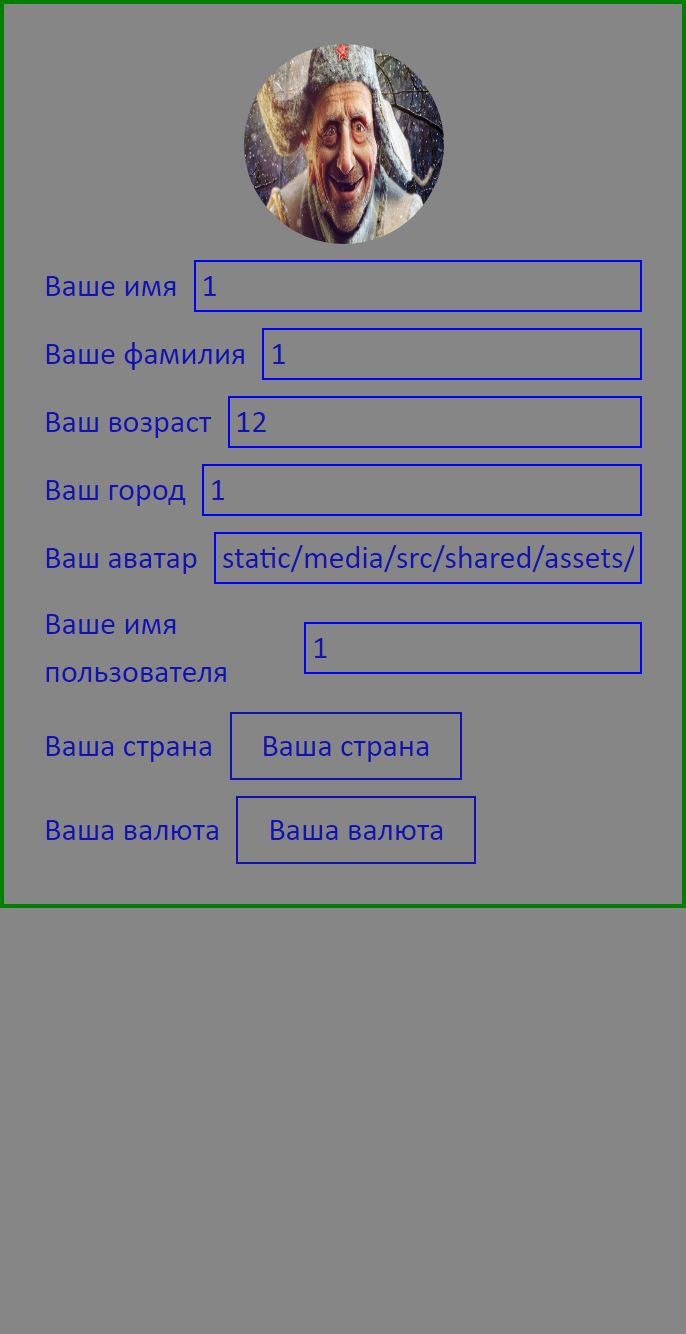 Ваше имя 1
Ваше фамилия 1
Ваш возраст 12
Ваш город 1
Ваш аватар static/media/src/shared/assets/
Ваше имя
пользователя 1
Ваша страна Ваша страна
Ваша валюта Ваша валюта